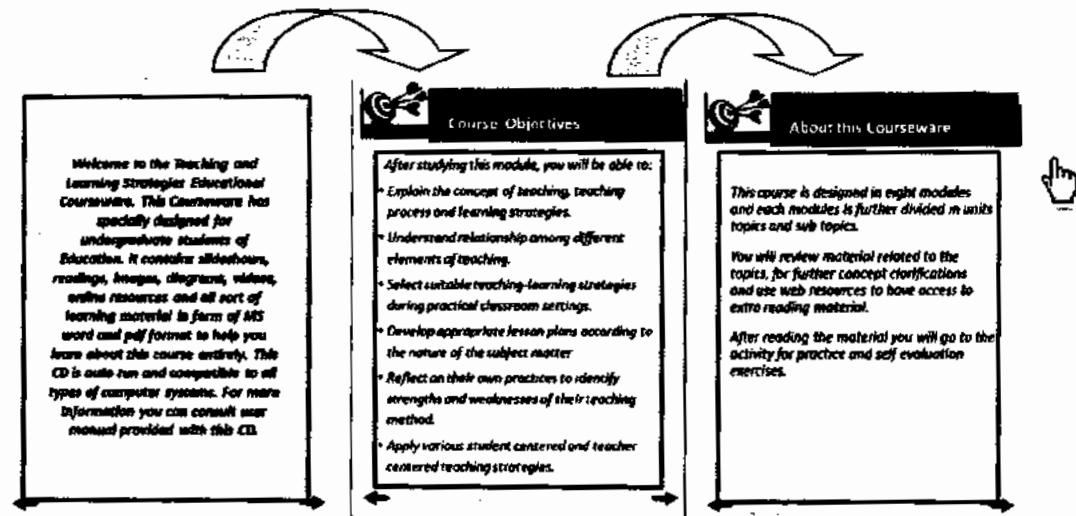 Welcome to the Teaching and
Learning Strategies Educational
Courseware. This Courseware has
specially designed for
undergraduate students of
Education. It contains slideshows,
readings, images, diagrams, videos,
online resources and all sort of
learning material in form of MS
word and pdf format to help you
learn about this course entirely. This
CD is auto run and compatible to all
types of computer systems. For more
Information you can consult user
manual provided with this CD.
Course Objectives
After studying this module, you will be able to:
• Explain the concept of teaching, teaching
process and learning strategies.
• Understand relationship among different
elements of teaching.
• Select suitable teaching-learning strategies
during practical classroom settings.
• Develop appropriate lesson plans according to
the nature of the subject matter
• Reflect on their own practices to identify
strengths and weaknesses of their teaching
method.
• Apply various student centered and teacher
centered teaching strategies.
About this Courseware
This course is designed in eight modules
and each modules is further divided in units
topics and sub topics.
You will review material related to the
topics, for further concept clarifications
and use web resources to have access to
extra reading material.
After reading the material you will go to the
activity for practice and self evaluation
exercises.